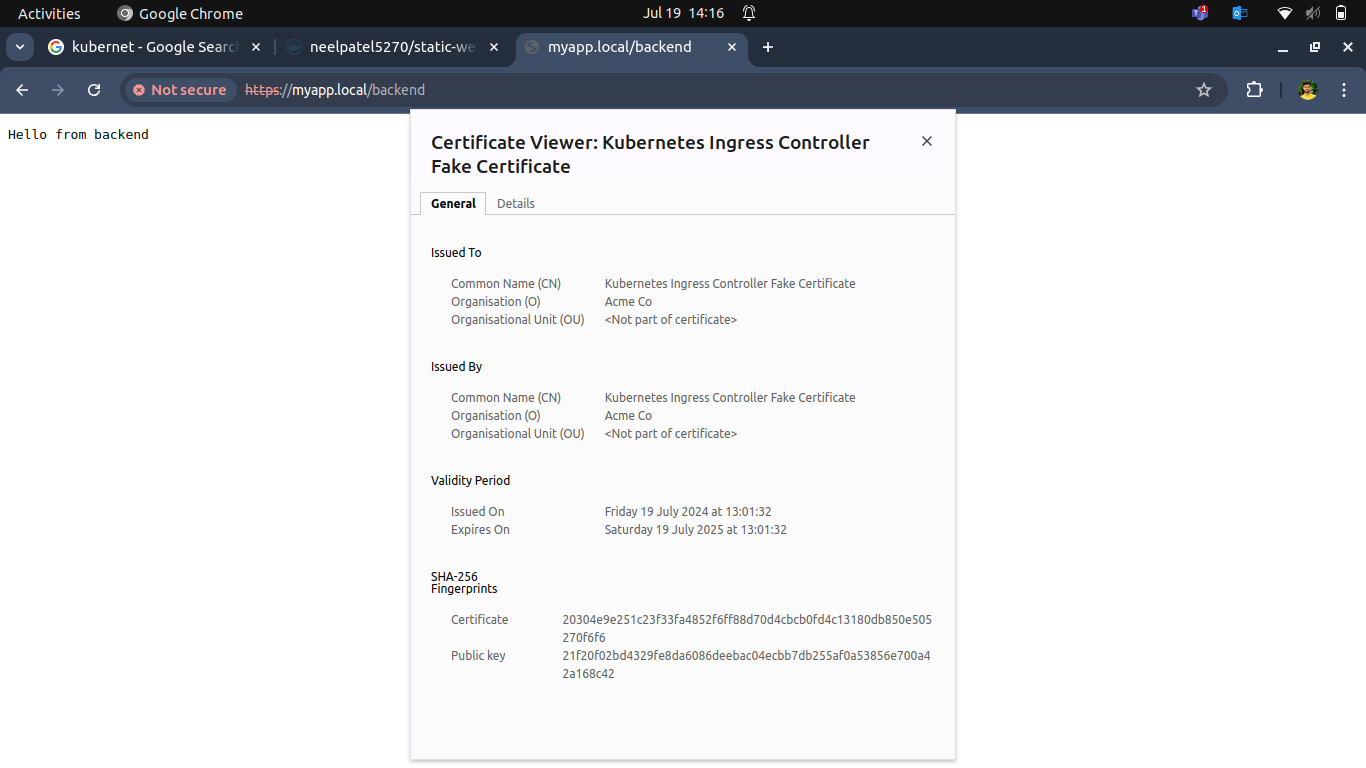 Activities Google Chrome Jul 19 14:16 1
kubernet - Google Search neelpatel5270/static-we myapp.local/backend
Not secure https://myapp.local/backend
Hello from backend
Certificate Viewer: Kubernetes Ingress Controller
Fake Certificate
General Details
Issued To
Common Name (CN) Kubernetes Ingress Controller Fake Certificate
Organisation (O) Acme Co
Organisational Unit (OU) <Not part of certificate>
Issued By
Common Name (CN) Kubernetes Ingress Controller Fake Certificate
Organisation (O) Acme Co
Organisational Unit (OU) <Not part of certificate>
Validity Period
Issued On Friday 19 July 2024 at 13:01:32
Expires On Saturday 19 July 2025 at 13:01:32
SHA-256
Fingerprints
Certificate 20304e9e251c23f33fa4852f6ff88d70d4cbcb0fd4c13180db850e505
270f6f6
Public key 21f20f02bd4329fe8da6086deebac04ecbb7db255af0a53856e700a4
2a168c42